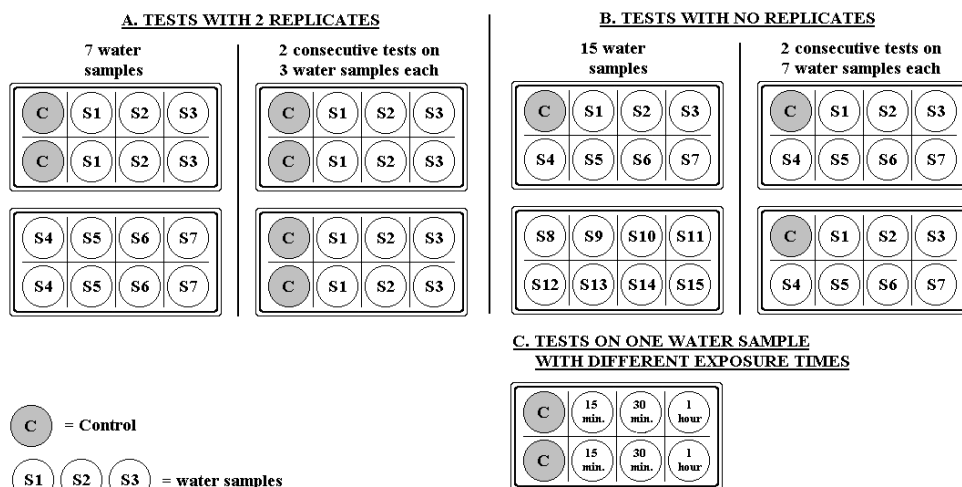 A. TESTS WITH 2 REPLICATES
7 water
samples
C S1 S2 S3
C S1 S2 S3
S4 S5 S6 S7
S4 S5 S6 S7
2 consecutive tests on
3 water samples each
C S1 S2 S3
C S1 S2 S3
C S1 S2 S3
C S1 S2 S3
B. TESTS WITH NO REPLICATES
15 water
samples
C S1 S2 S3
S4 S5 S6 S7
S8 S9 S10 S11
S12 S13 S14 S15
2 consecutive tests on
7 water samples each
C S1 S2 S3
S4 S5 S6 S7
C S1 S2 S3
S4 S5 S6 S7
C. TESTS ON ONE WATER SAMPLE
WITH DIFFERENT EXPOSURE TIMES
C 15 min. 30 min. 1 hour
C 15 min. 30 min. 1 hour
C = Control
S1 S2 S3 = water samples